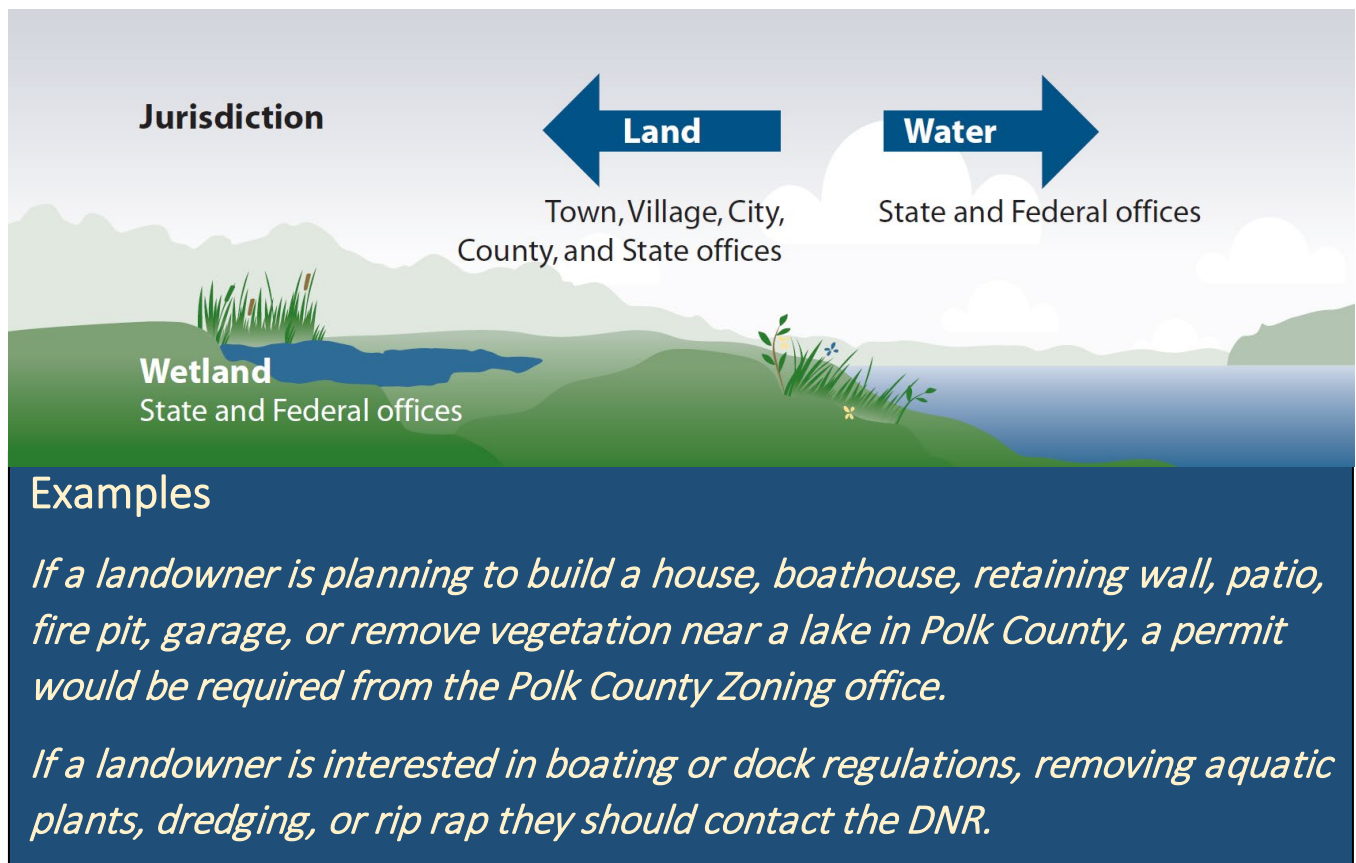 Jurisdiction
Land
Water
Town, Village, City,
County, and State offices
State and Federal offices
Wetland
State and Federal offices
Examples
If a landowner is planning to build a house, boathouse, retaining wall, patio,
fire pit, garage, or remove vegetation near a lake in Polk County, a permit
would be required from the Polk County Zoning office.
If a landowner is interested in boating or dock regulations, removing aquatic
plants, dredging, or rip rap they should contact the DNR.